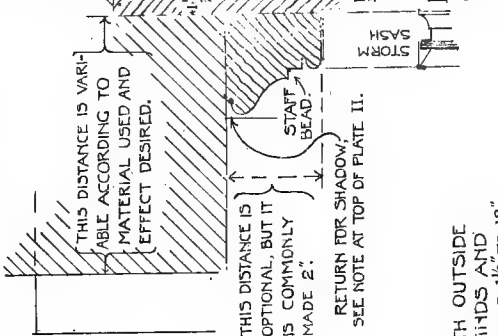 THIS DISTANCE IS VARI-
ABLE ACCORDING TO
MATERIAL USED AND
EFFECT DESIRED.
THIS DISTANCE IS
OPTIONAL, BUT IT
IS COMMONLY
MADE 2".
STAFF
BEAD.
RETURN FOR SHADOW,
SEE NOTE AT TOP OF PLATE II.
STORM
SASH
TH OUTSIDE
INDS AND